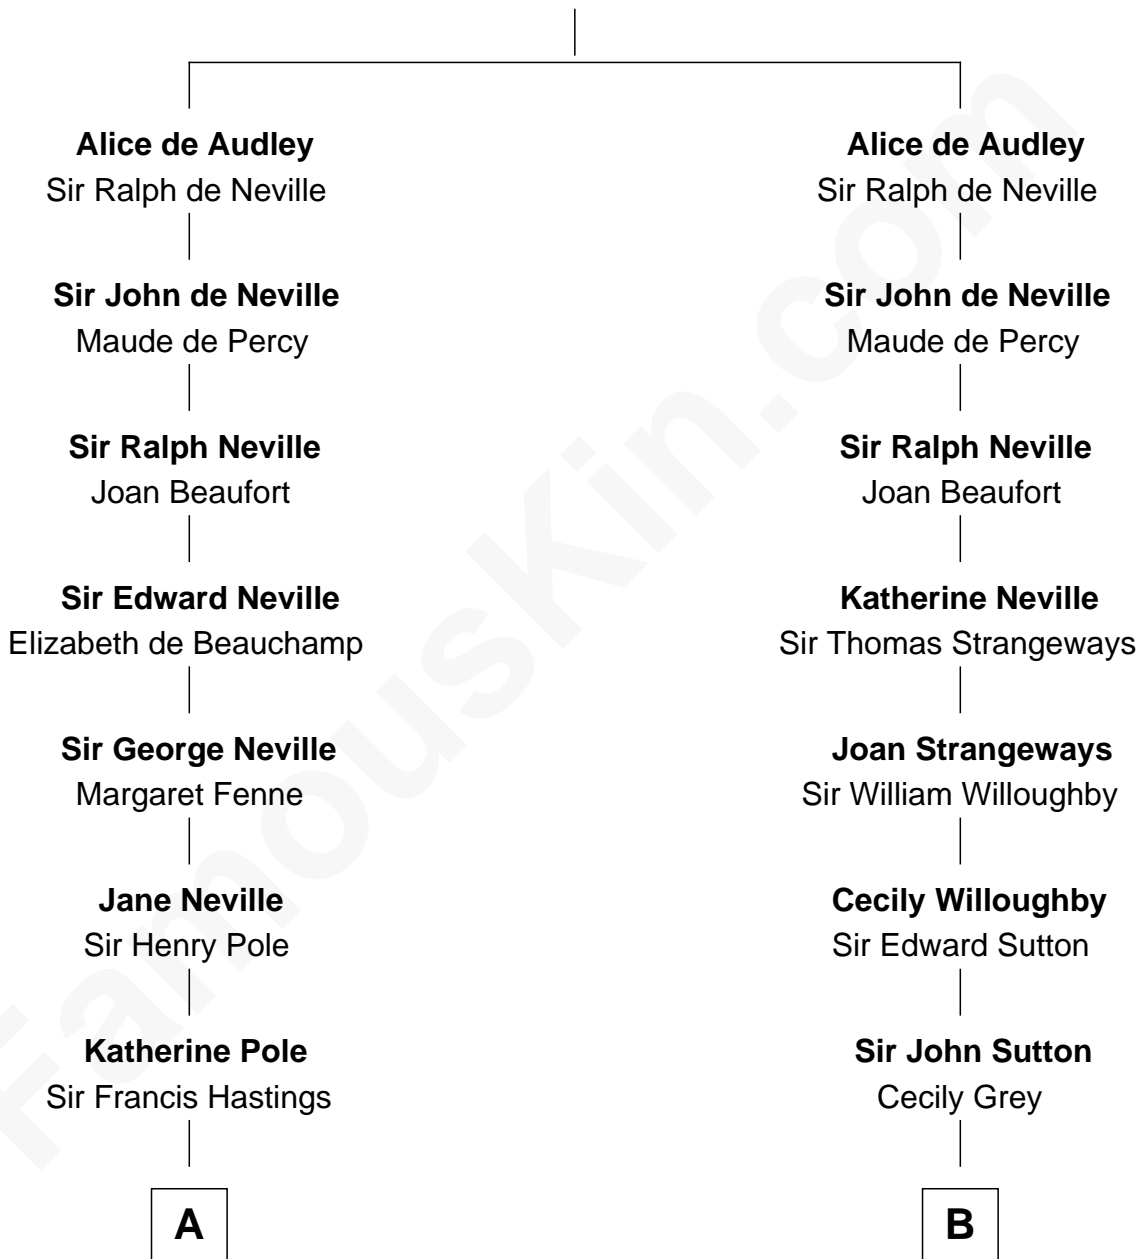 Alice de Audley
Sir Ralph de Neville
Sir John de Neville
Maude de Percy
Sir Ralph Neville
Joan Beaufort
Sir Edward Neville
Elizabeth de Beauchamp
Sir George Neville
Margaret Fenne
Jane Neville
Sir Henry Pole
Katherine Pole
Sir Francis Hastings
A
Alice de Audley
Sir Ralph de Neville
Sir John de Neville
Maude de Percy
Sir Ralph Neville
Joan Beaufort
Katherine Neville
Sir Thomas Strangeways
Joan Strangeways
Sir William Willoughby
Cecily Willoughby
Sir Edward Sutton
Sir John Sutton
Cecily Grey
B
FamousKin.com